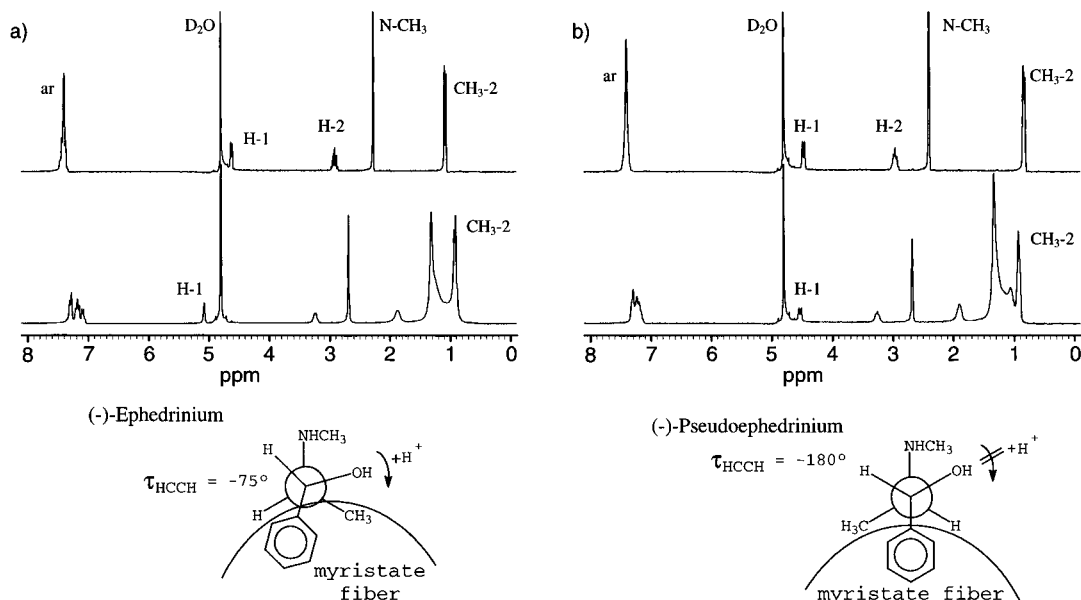 a)
D₂O
N-CH₃
ar
CH₃-2
H-1
H-2
CH₃-2
H-1
8 7 6 5 4 3 2 1 0
ppm
b)
D₂O
N-CH₃
ar
CH₃-2
H-1
H-2
CH₃-2
H-1
8 7 6 5 4 3 2 1 0
ppm
(-)-Ephedrinium
NHCH₃
H
OH
+H⁺
τHCCH = -75°
H
CH₃
myristate
fiber
(-)-Pseudoephedrinium
NHCH₃
τHCCH = -180°
H
OH
+H⁺
H₃C
H
myristate fiber